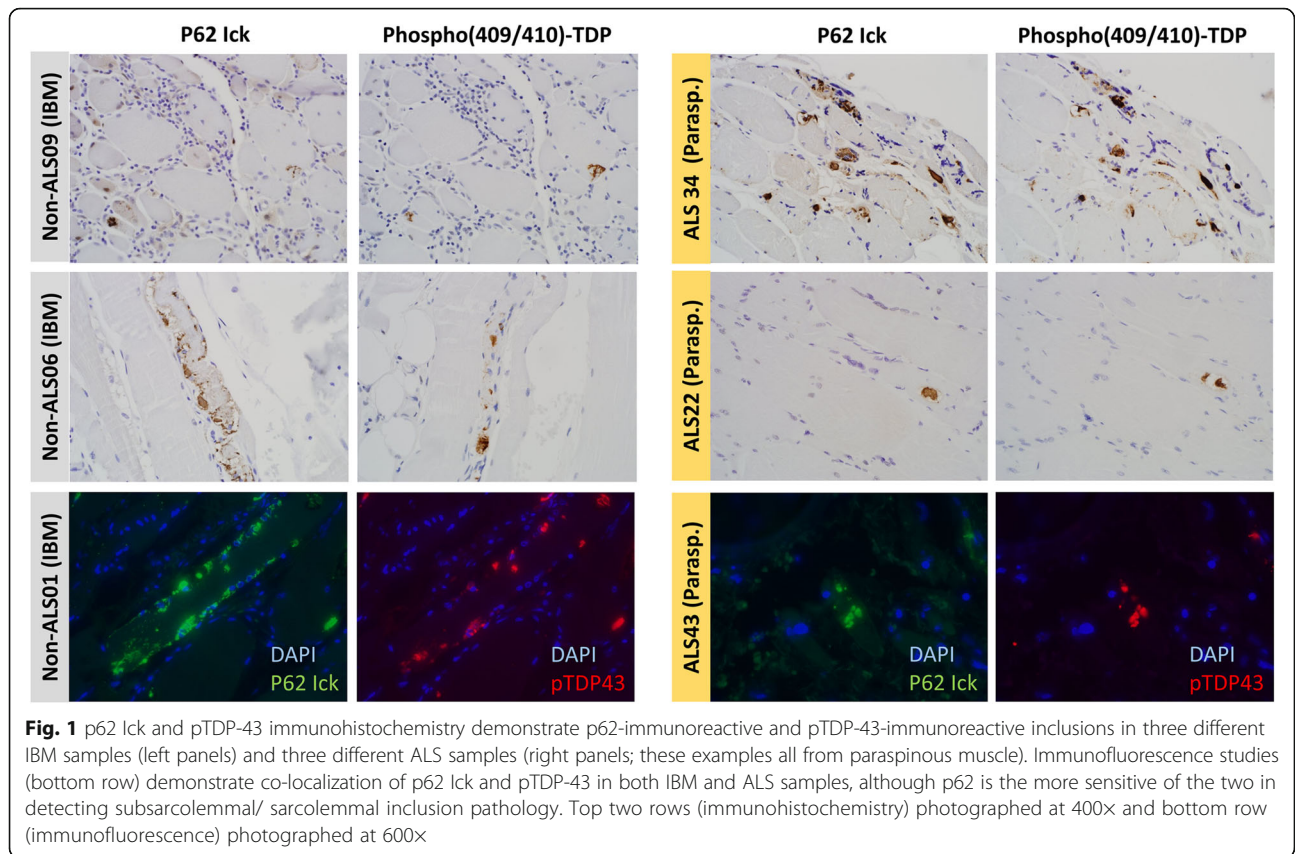 P62 Ick
Phospho(409/410)-TDP
P62 Ick
Phospho(409/410)-TDP
Non-ALS09 (IBM)
ALS 34 (Parasp.)
Non-ALS06 (IBM)
ALS22 (Parasp.)
Non-ALS01 (IBM)
DAPI
P62 Ick
DAPI
pTDP43
ALS43 (Parasp.)
DAPI
P62 Ick
DAPI
pTDP43
Fig. 1 p62 Ick and pTDP-43 immunohistochemistry demonstrate p62-immunoreactive and pTDP-43-immunoreactive inclusions in three different
IBM samples (left panels) and three different ALS samples (right panels; these examples all from paraspinous muscle). Immunofluorescence studies
(bottom row) demonstrate co-localization of p62 Ick and pTDP-43 in both IBM and ALS samples, although p62 is the more sensitive of the two in
detecting subsarcolemmal/ sarcolemmal inclusion pathology. Top two rows (immunohistochemistry) photographed at 400× and bottom row
(immunofluorescence) photographed at 600×